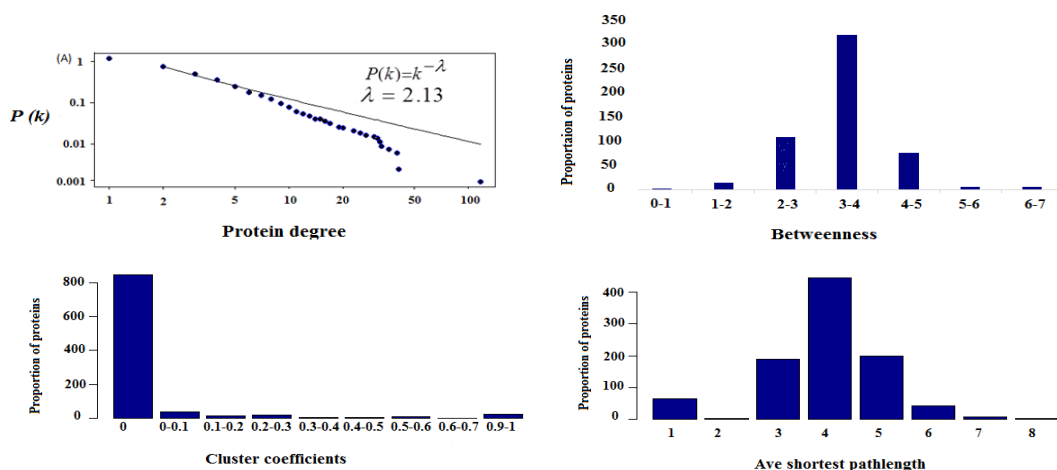 (A)
P (k)
1
0.1
0.01
0.001
P(k)=k^{-λ}
λ = 2.13
1 2 5 10 20 50 100
Protein degree
Proportaion of proteins
350
300
250
200
150
100
50
0
0-1 1-2 2-3 3-4 4-5 5-6 6-7
Betweenness
Proportion of proteins
800
600
400
200
0
0 0-0.1 0.1-0.2 0.2-0.3 0.3-0.4 0.4-0.5 0.5-0.6 0.6-0.7 0.9-1
Cluster coefficients
Proportion of proteins
400
300
200
100
0
1 2 3 4 5 6 7 8
Ave shortest pathlength